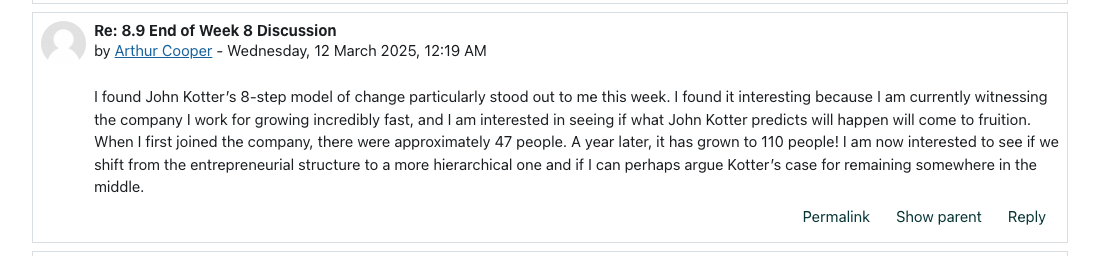 Re: 8.9 End of Week 8 Discussion
by Arthur Cooper - Wednesday, 12 March 2025, 12:19 AM
I found John Kotter's 8-step model of change particularly stood out to me this week. I found it interesting because I am currently witnessing
the company I work for growing incredibly fast, and I am interested in seeing if what John Kotter predicts will happen will come to fruition.
When I first joined the company, there were approximately 47 people. A year later, it has grown to 110 people! I am now interested to see if we
shift from the entrepreneurial structure to a more hierarchical one and if I can perhaps argue Kotter's case for remaining somewhere in the
middle.
Permalink Show parent Reply